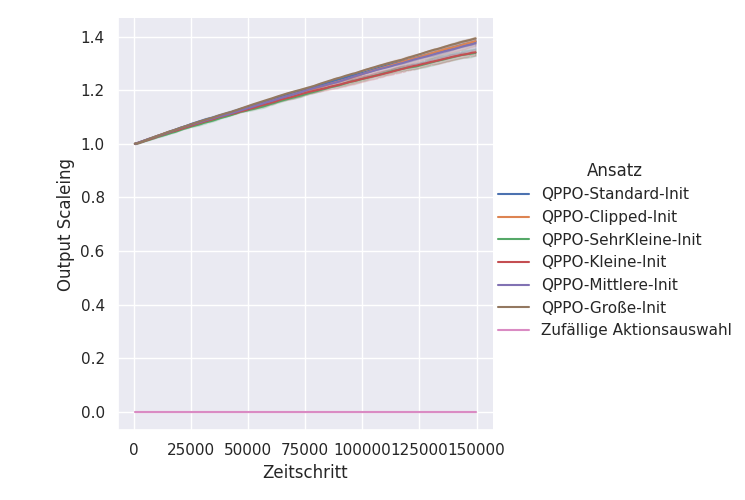 1.4
1.2
1.0
0.8
0.6
0.4
0.2
0.0
Output Scaleing
0 25000 50000 75000 100000 125000 150000
Zeitschritt
Ansatz
QPPO-Standard-Init
QPPO-Clipped-Init
QPPO-SehrKleine-Init
QPPO-Kleine-Init
QPPO-Mittlere-Init
QPPO-Große-Init
Zufällige Aktionsauswahl